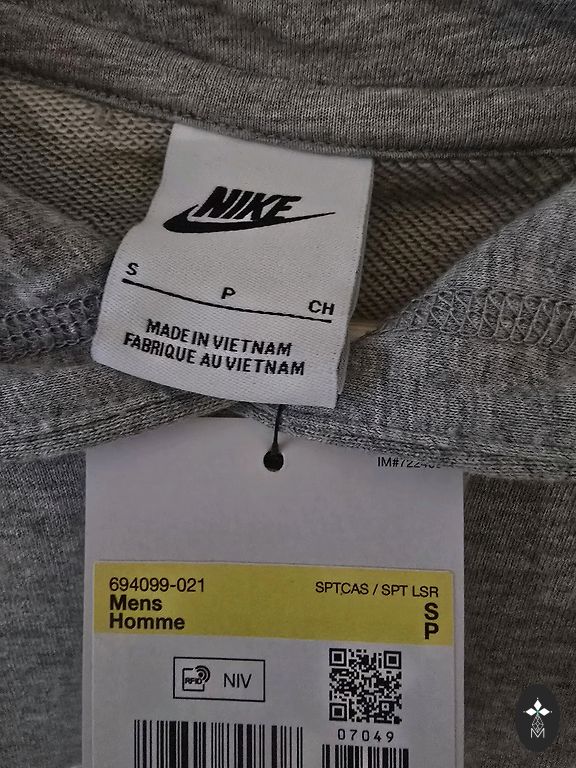 NIKE
S P CH
MADE IN VIETNAM
FABRIQUE AU VIETNAM
694099-021 SPTCAS / SPT LSR
Mens S
Homme P
RFID NIV
07049